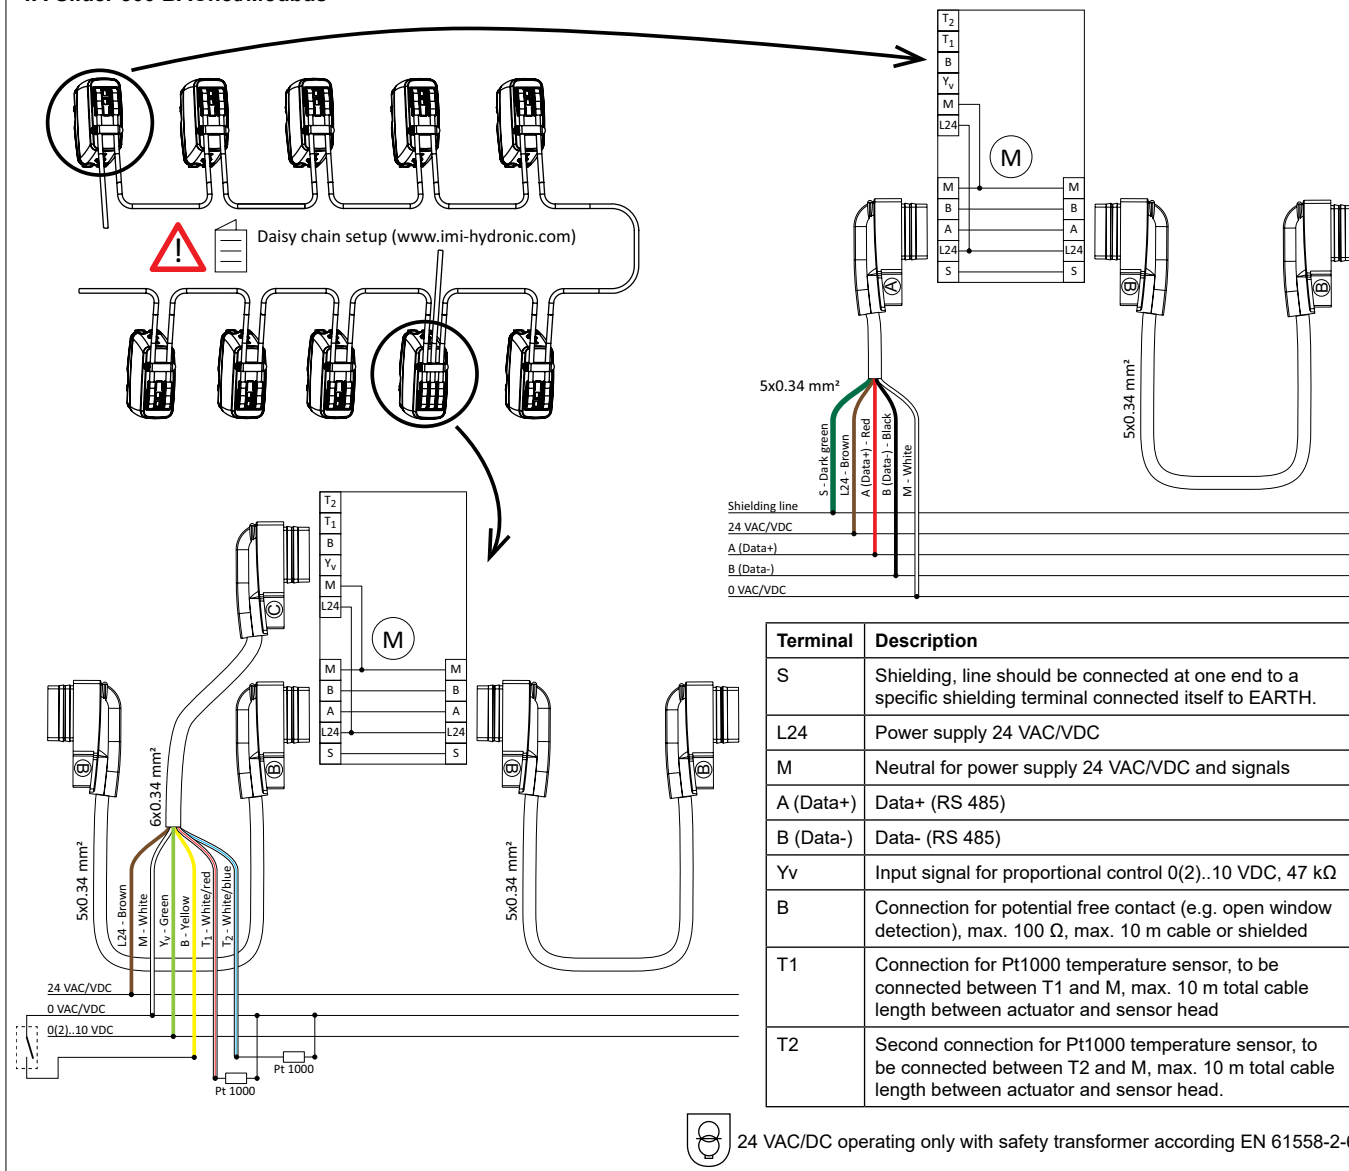 T2
T1
B
Yv
M
L24
M
M
B
A
L24
S
M
B
A
L24
S
Daisy chain setup (www.imi-hydronic.com)
A
B
B
5x0.34 mm²
5x0.34 mm²
S - Dark green
L24 - Brown
A (Data+) - Red
B (Data-) - Black
M - White
Shielding line
24 VAC/VDC
A (Data+)
B (Data-)
0 VAC/VDC
T2
T1
B
Yv
M
L24
M
M
B
A
L24
S
M
B
A
L24
S
C
B
B
B
B
6x0.34 mm²
5x0.34 mm²
5x0.34 mm²
L24 - Brown
M - White
Yv - Green
B - Yellow
T1 - White/red
T2 - White/blue
24 VAC/VDC
0 VAC/VDC
0(2)..10 VDC
Pt 1000
Pt 1000
Terminal Description
S Shielding, line should be connected at one end to a
specific shielding terminal connected itself to EARTH.
L24 Power supply 24 VAC/VDC
M Neutral for power supply 24 VAC/VDC and signals
A (Data+) Data+ (RS 485)
B (Data-) Data- (RS 485)
Yv Input signal for proportional control 0(2)..10 VDC, 47 kΩ
B Connection for potential free contact (e.g. open window
detection), max. 100 Ω, max. 10 m cable or shielded
T1 Connection for Pt1000 temperature sensor, to be
connected between T1 and M, max. 10 m total cable
length between actuator and sensor head
T2 Second connection for Pt1000 temperature sensor, to
be connected between T2 and M, max. 10 m total cable
length between actuator and sensor head.
24 VAC/DC operating only with safety transformer according EN 61558-2-6